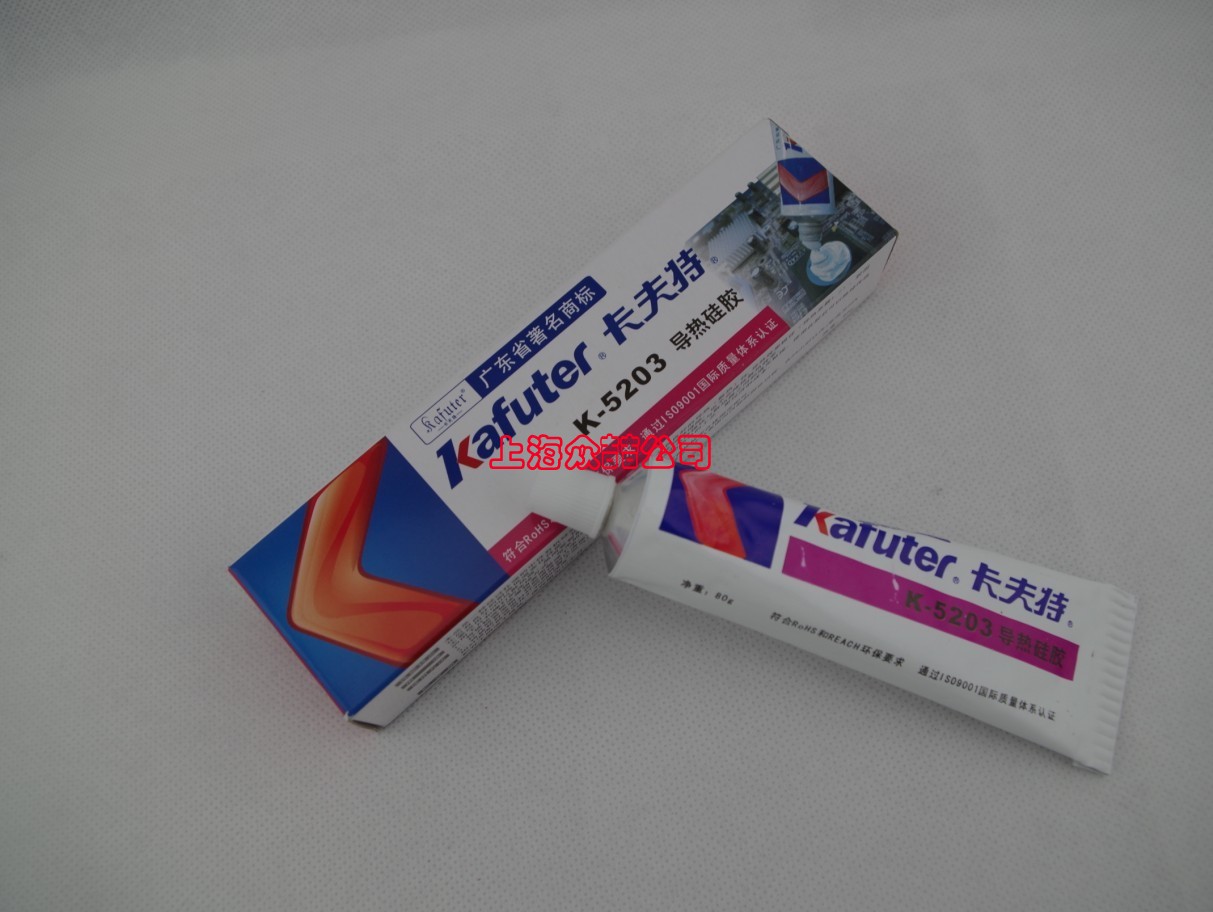 Kafuter®
广东省著名商标
Kafuter® 卡夫特®
K-5203 导热硅胶
符合RoHS
通过ISO9001国际质量体系认证
上海众喆公司
Kafuter® 卡夫特®
K-5203 导热硅胶
净重：80g
符合RoHS和REACH环保要求 通过ISO9001国际质量体系认证